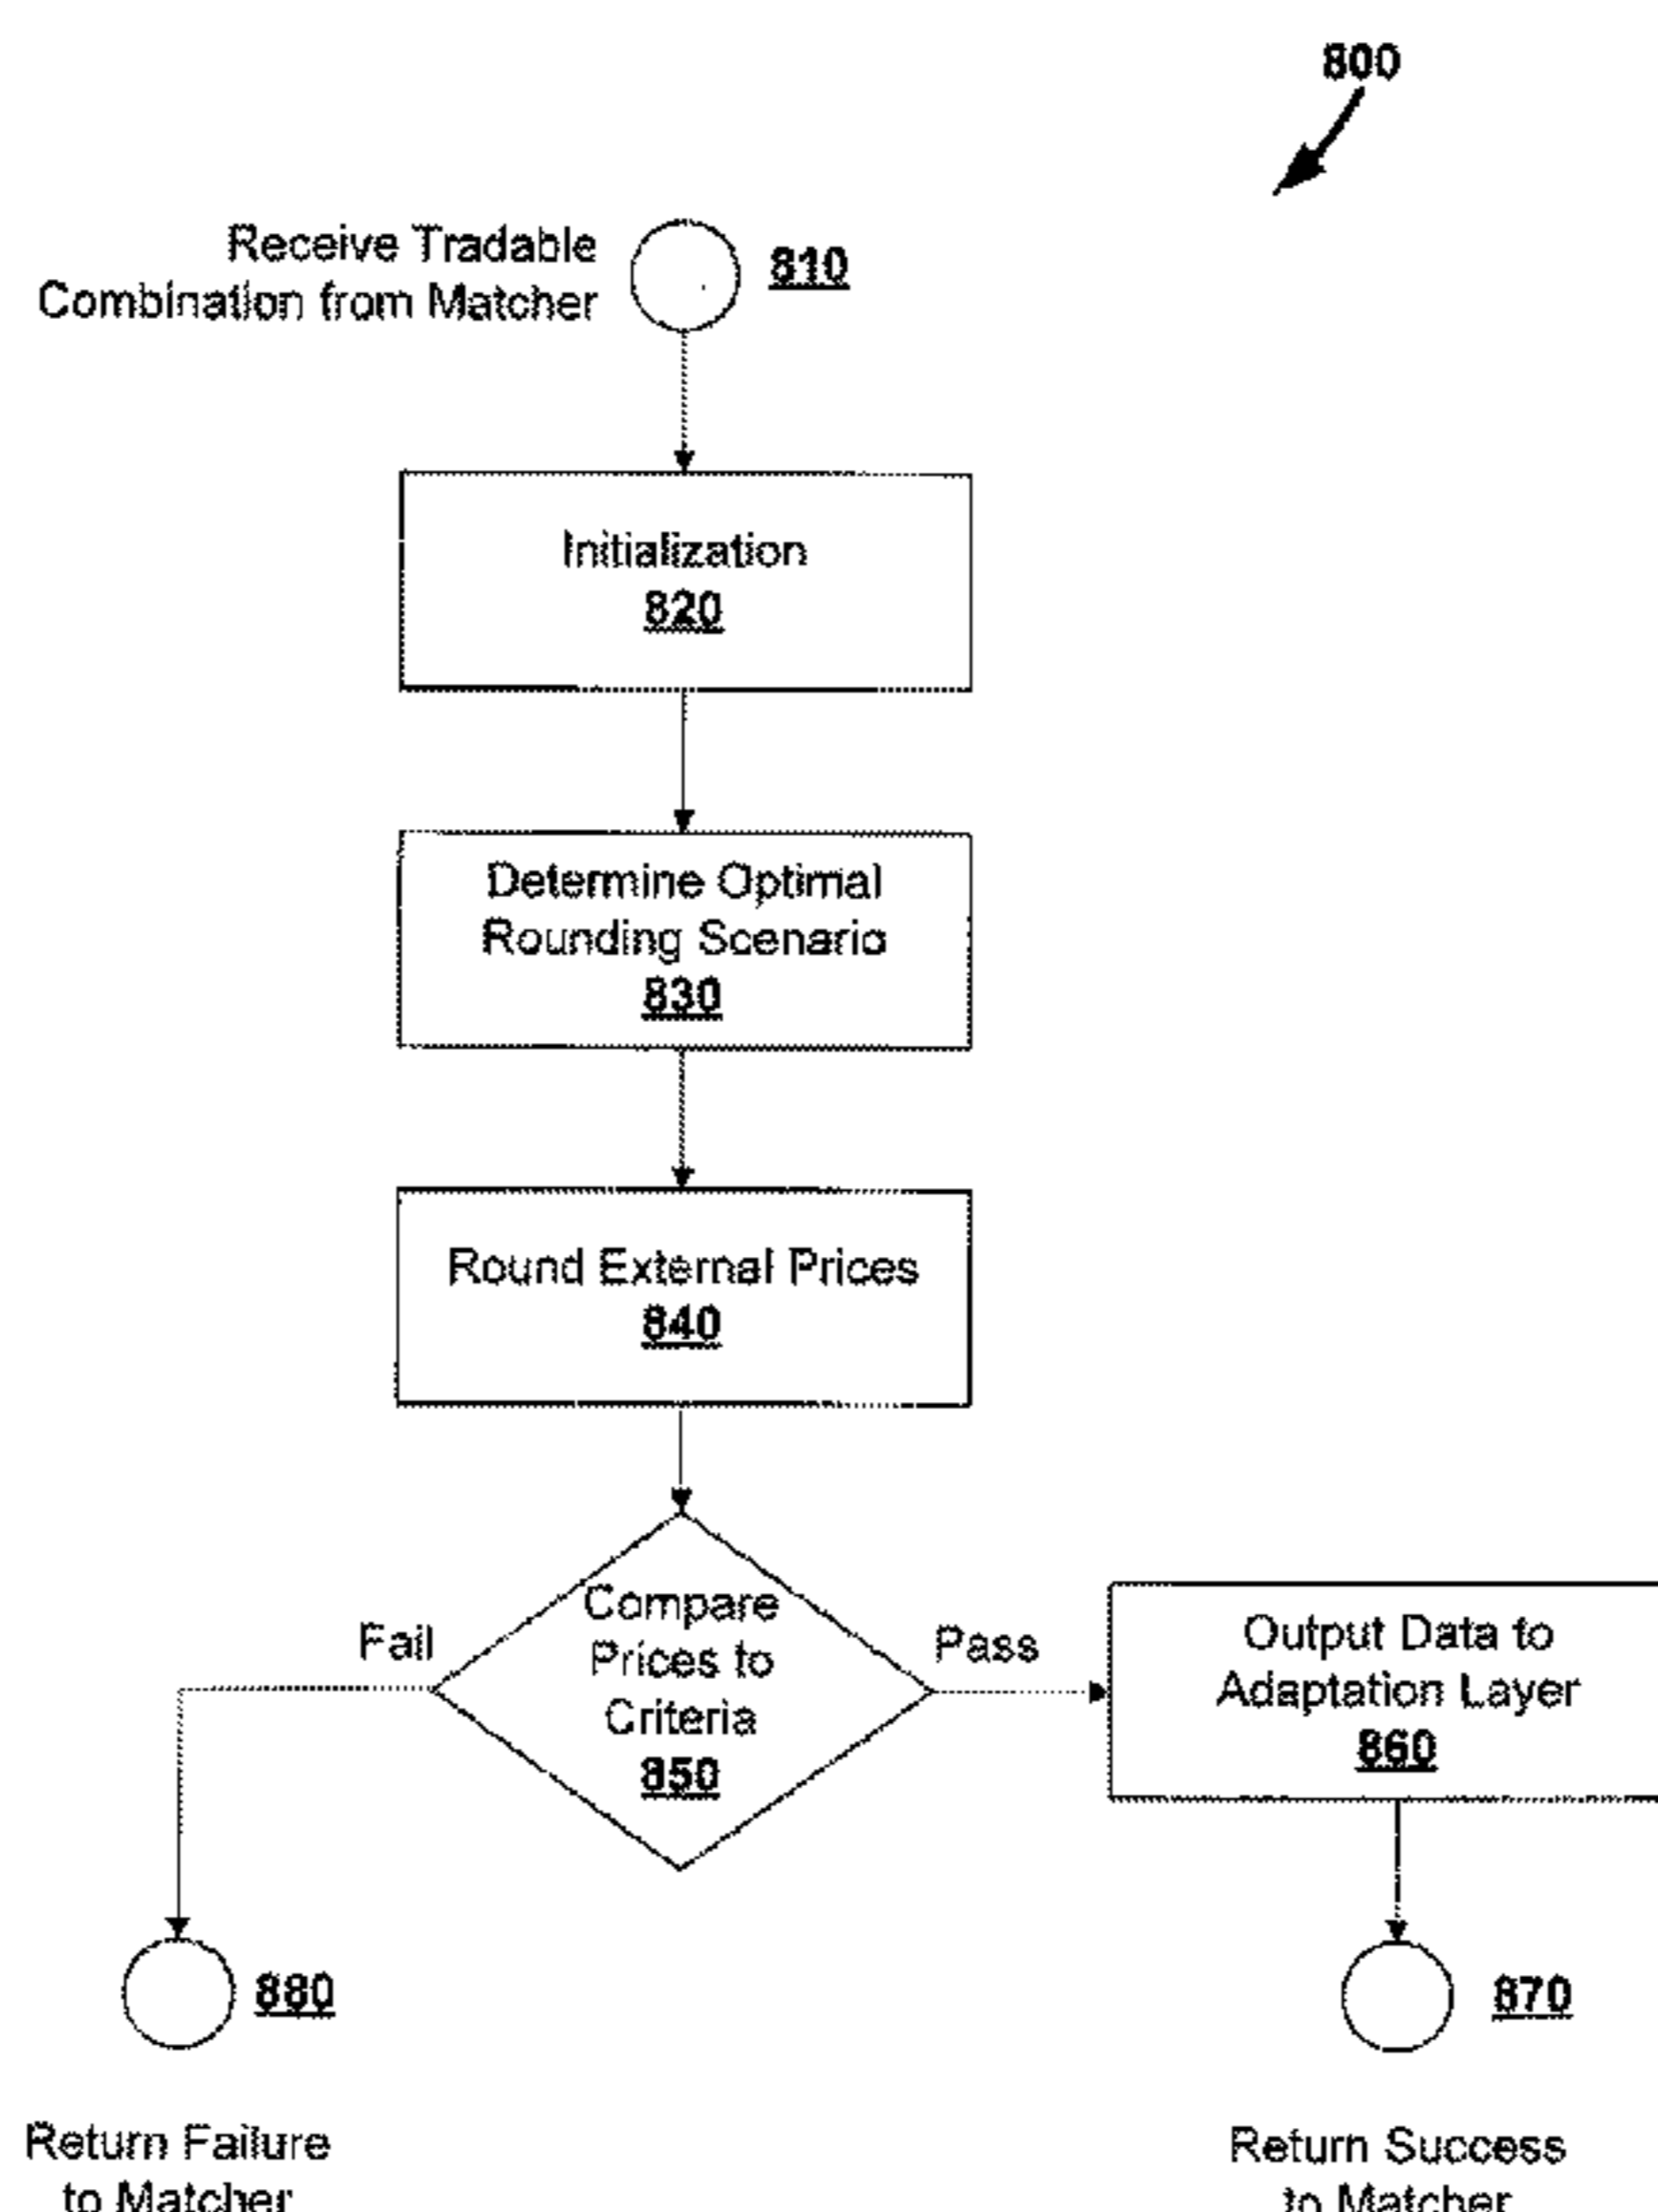 800
Receive Tradable
Combination from Matcher
810
Initialization
820
Determine Optimal
Rounding Scenario
830
Round External Prices
840
Compare
Prices to
Criteria
850
Fail
Pass
Output Data to
Adaptation Layer
860
880
870
Return Failure
to Matcher
Return Success
to Matcher